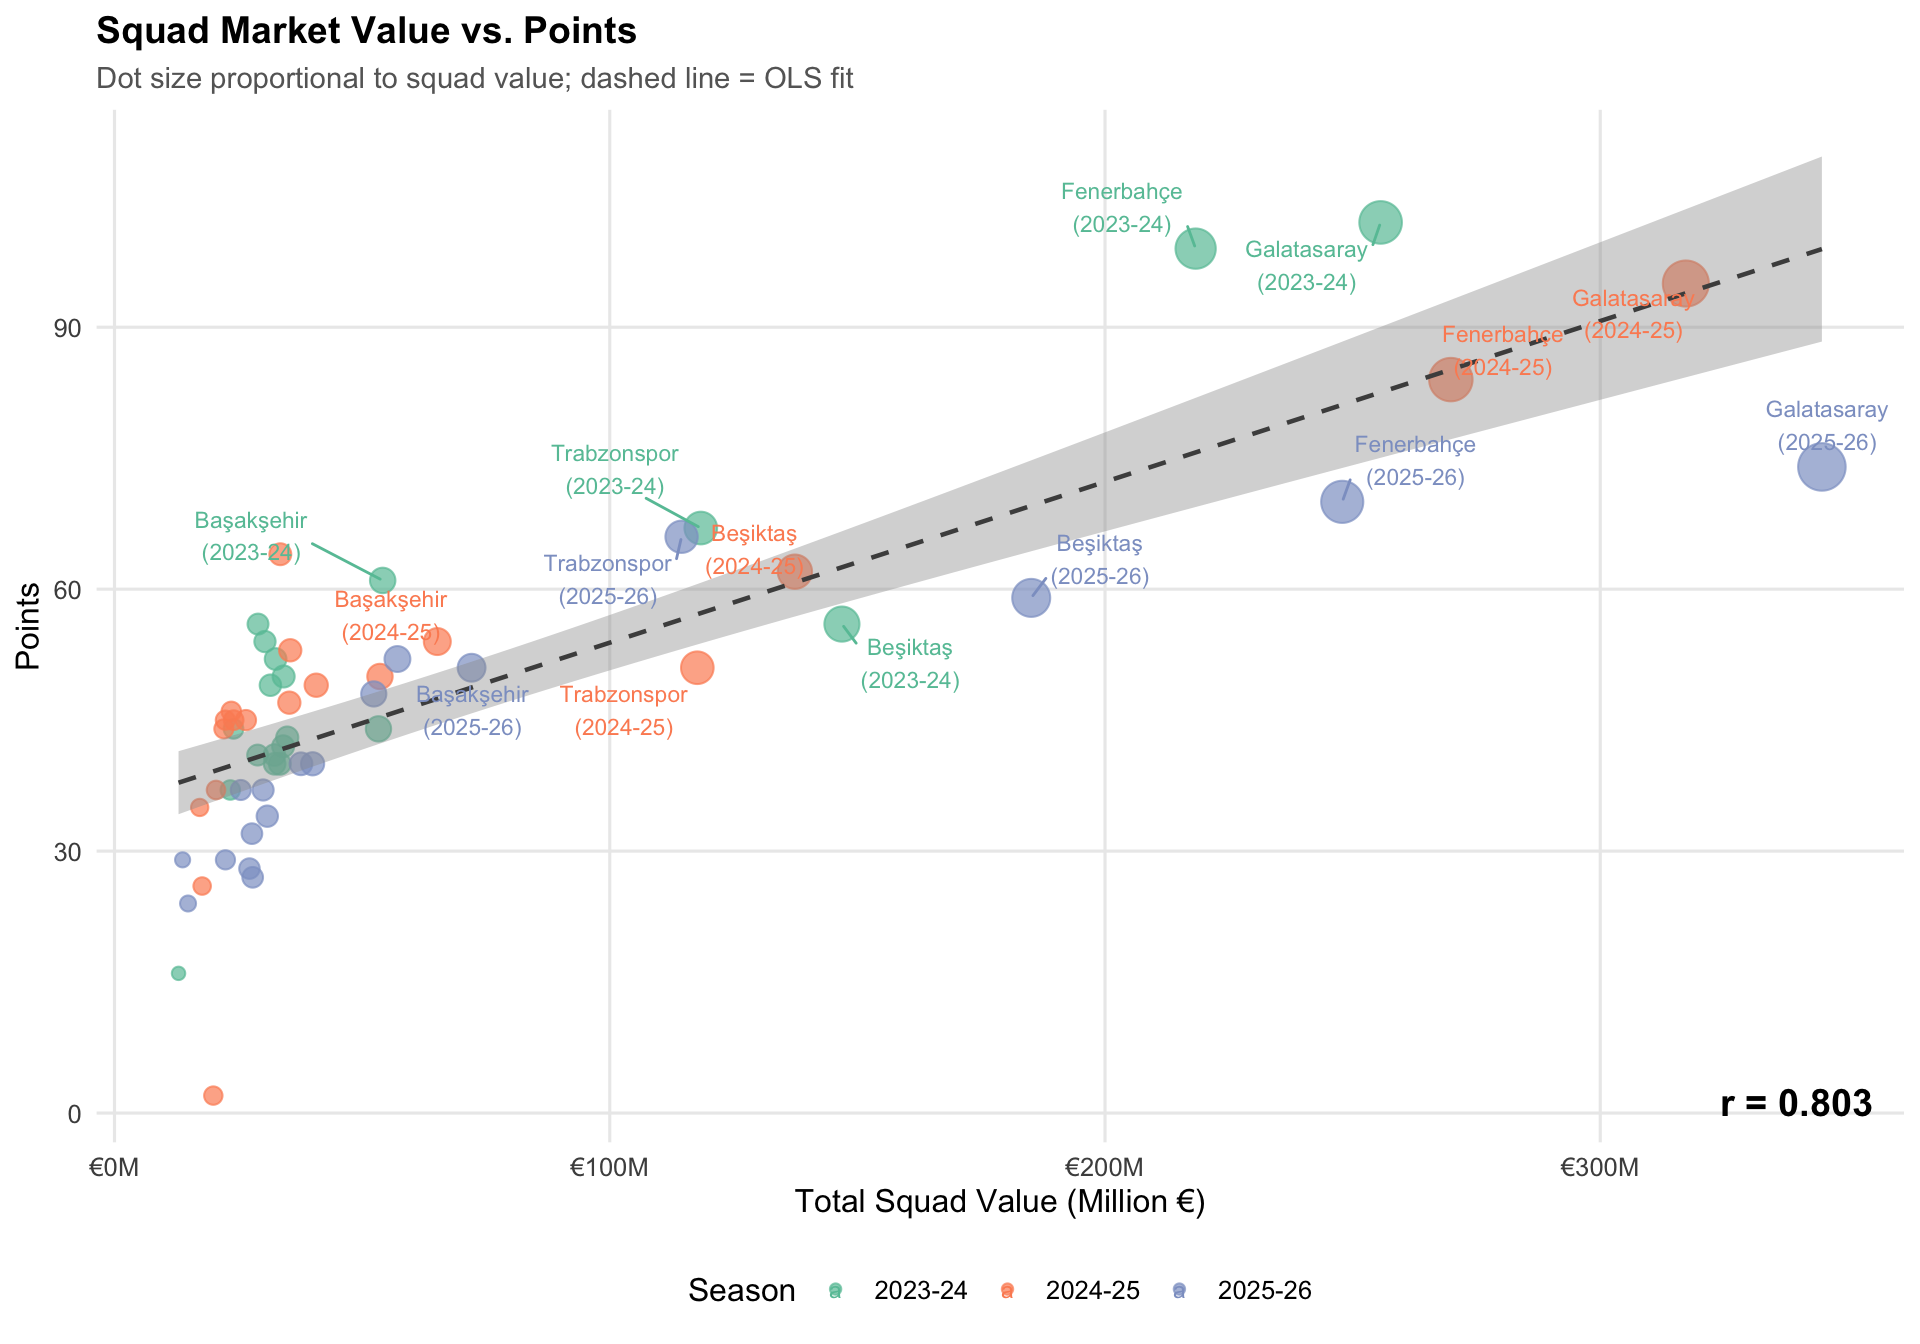 Squad Market Value vs. Points
Dot size proportional to squad value; dashed line = OLS fit
Points
90
60
30
0
Fenerbahçe
(2023-24)
Galatasaray
(2023-24)
Galatasaray
(2024-25)
Fenerbahçe
(2024-25)
Galatasaray
(2025-26)
Fenerbahçe
(2025-26)
Trabzonspor
(2023-24)
Başakşehir
(2023-24)
Beşiktaş
(2024-25)
Trabzonspor
(2025-26)
Beşiktaş
(2025-26)
Başakşehir
(2024-25)
Beşiktaş
(2023-24)
Başakşehir
(2025-26)
Trabzonspor
(2024-25)
r = 0.803
€0M
€100M
€200M
€300M
Total Squad Value (Million €)
Season a 2023-24 a 2024-25 a 2025-26